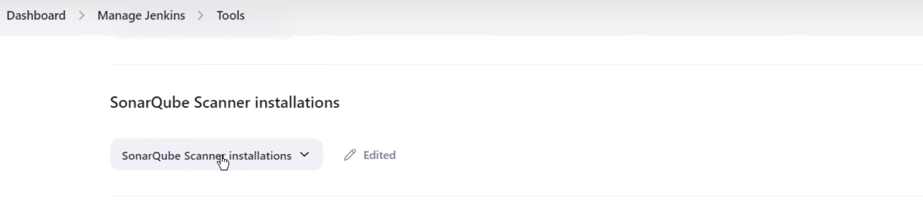 Dashboard > Manage Jenkins > Tools
SonarQube Scanner installations
SonarQube Scanner installations
Edited